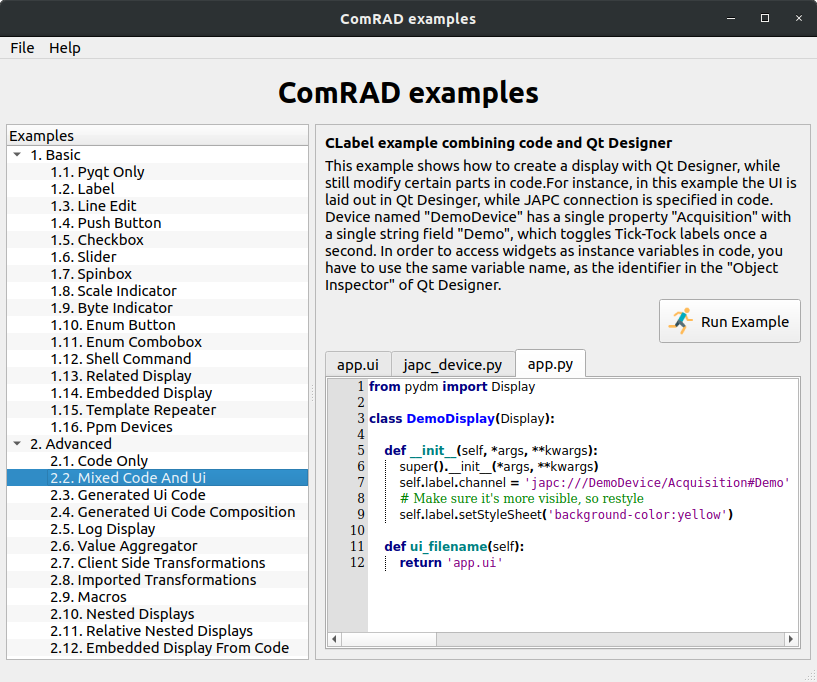 ComRAD examples
File Help
ComRAD examples
Examples
1. Basic
1.1. Pyqt Only
1.2. Label
1.3. Line Edit
1.4. Push Button
1.5. Checkbox
1.6. Slider
1.7. Spinbox
1.8. Scale Indicator
1.9. Byte Indicator
1.10. Enum Button
1.11. Enum Combobox
1.12. Shell Command
1.13. Related Display
1.14. Embedded Display
1.15. Template Repeater
1.16. Ppm Devices
2. Advanced
2.1. Code Only
2.2. Mixed Code And Ui
2.3. Generated Ui Code
2.4. Generated Ui Code Composition
2.5. Log Display
2.6. Value Aggregator
2.7. Client Side Transformations
2.8. Imported Transformations
2.9. Macros
2.10. Nested Displays
2.11. Relative Nested Displays
2.12. Embedded Display From Code
CLabel example combining code and Qt Designer
This example shows how to create a display with Qt Designer, while
still modify certain parts in code.For instance, in this example the UI is
laid out in Qt Desinger, while JAPC connection is specified in code.
Device named "DemoDevice" has a single property "Acquisition" with
a single string field "Demo", which toggles Tick-Tock labels once a
second. In order to access widgets as instance variables in code, you
have to use the same variable name, as the identifier in the "Object
Inspector" of Qt Designer.
Run Example
app.ui japc_device.py app.py
1 from pydm import Display
2
3 class DemoDisplay(Display):
4
5 def __init__(self, *args, **kwargs):
6 super().__init__(*args, **kwargs)
7 self.label.channel = 'japc:///DemoDevice/Acquisition#Demo'
8 # Make sure it's more visible, so restyle
9 self.label.setStyleSheet('background-color:yellow')
10
11 def ui_filename(self):
12 return 'app.ui'